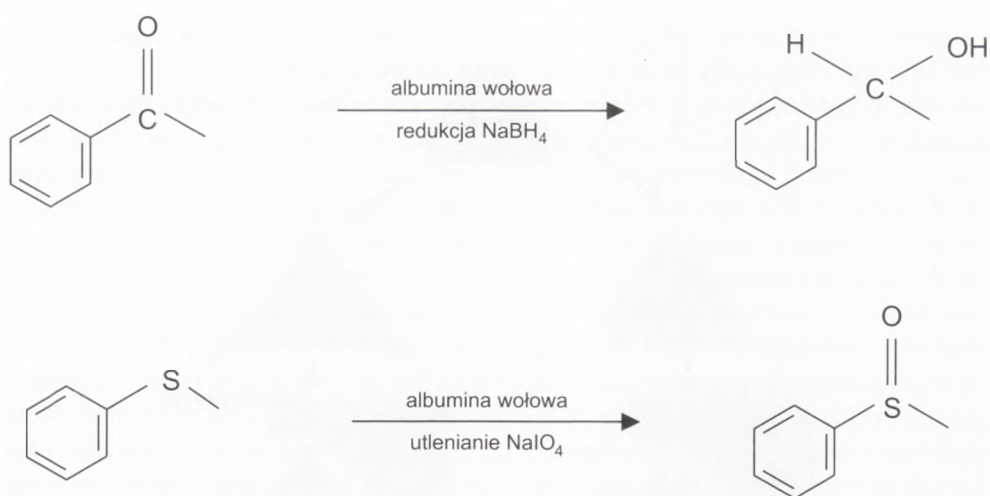 O
C
albumina wołowa
redukcja NaBH4
H
OH
C
S
albumina wołowa
utlenianie NaIO4
O
S